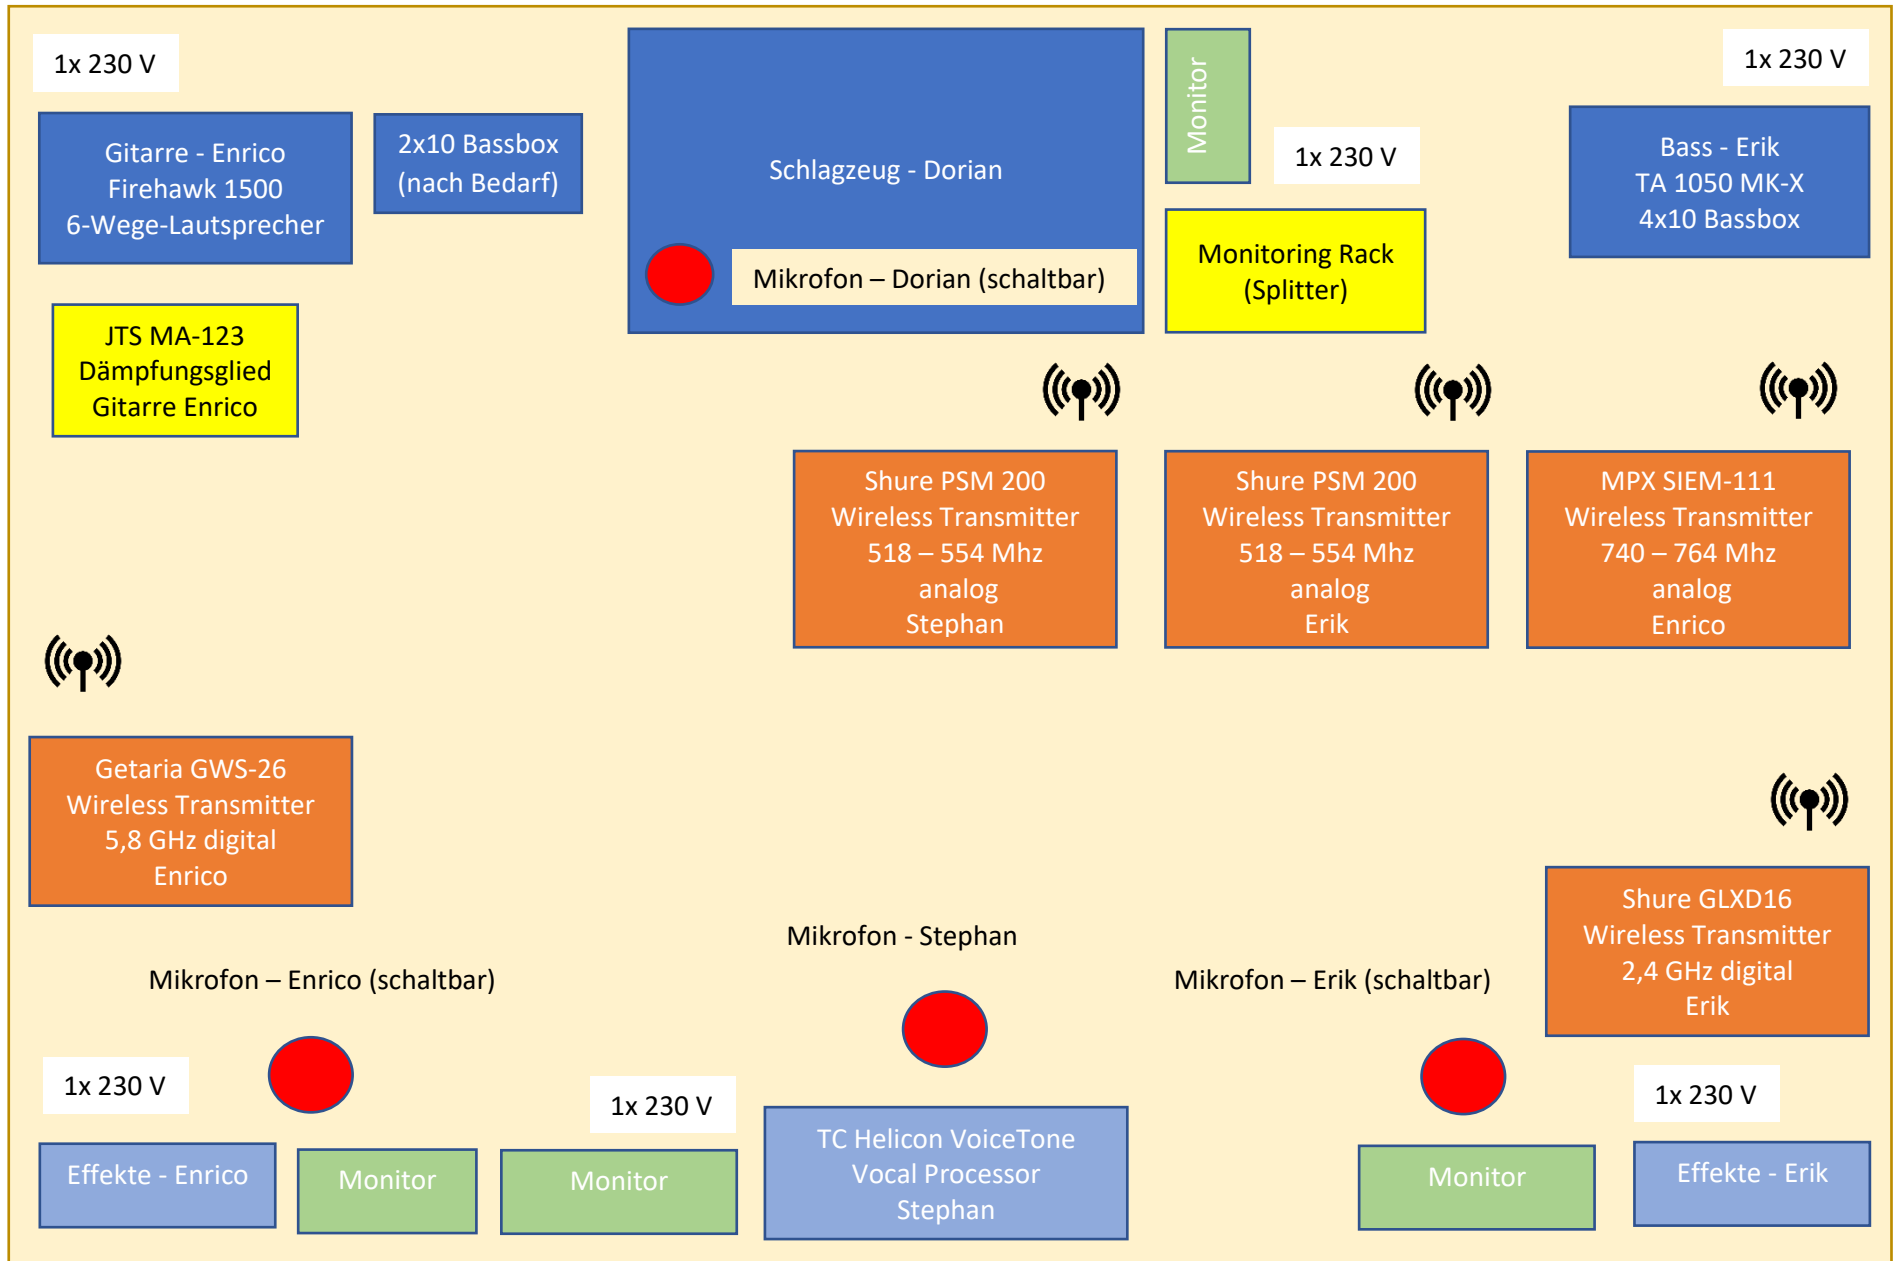 1x 230 V
Gitarre - Enrico
Firehawk 1500
6-Wege-Lautsprecher
2x10 Bassbox
(nach Bedarf)
Schlagzeug - Dorian
Mikrofon – Dorian (schaltbar)
Monitor
1x 230 V
Monitoring Rack
(Splitter)
1x 230 V
Bass - Erik
TA 1050 MK-X
4x10 Bassbox
JTS MA-123
Dämpfungsglied
Gitarre Enrico
Shure PSM 200
Wireless Transmitter
518 – 554 Mhz
analog
Stephan
Shure PSM 200
Wireless Transmitter
518 – 554 Mhz
analog
Erik
MPX SIEM-111
Wireless Transmitter
740 – 764 Mhz
analog
Enrico
Getaria GWS-26
Wireless Transmitter
5,8 GHz digital
Enrico
Shure GLXD16
Wireless Transmitter
2,4 GHz digital
Erik
Mikrofon – Enrico (schaltbar)
Mikrofon - Stephan
Mikrofon – Erik (schaltbar)
1x 230 V
1x 230 V
1x 230 V
Effekte - Enrico
Monitor
Monitor
TC Helicon VoiceTone
Vocal Processor
Stephan
Monitor
Effekte - Erik